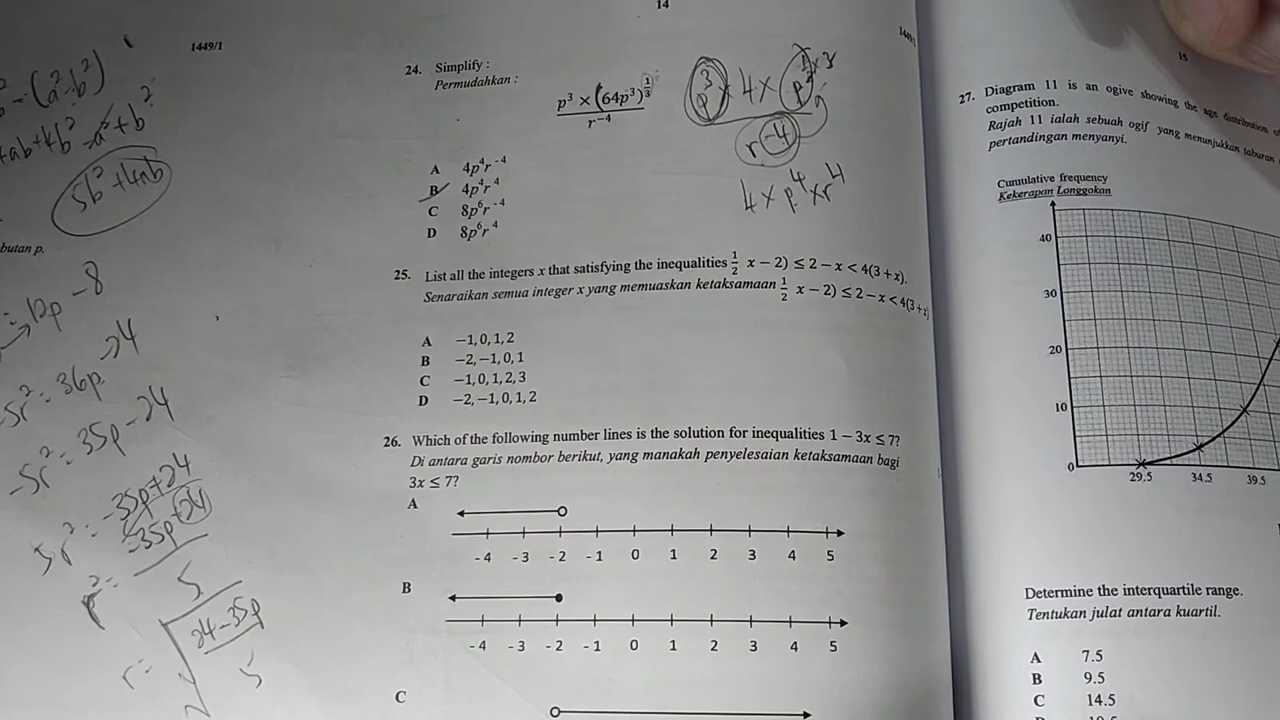 14
1449/1
24. Simplify :
Pemudahkan :
p³ × (64p³)^1/3
r⁻⁴
A 4p⁴r⁻⁴
B 4p⁴r⁴
C 8p⁶r⁻⁴
D 8p⁶r⁴
4 × p⁴ × r⁴
25. List all the integers x that satisfying the inequalities 1/2 x − 2) ≤ 2 − x < 4(3 + x).
Senaraikan semua integer x yang memuaskan ketaksamaan 1/2 x − 2) ≤ 2 − x < 4(3 + x)
A −1, 0, 1, 2
B −2, −1, 0, 1
C −1, 0, 1, 2, 3
D −2, −1, 0, 1, 2
26. Which of the following number lines is the solution for inequalities 1 − 3x ≤ 7?
Di antara garis nombor berikut, yang manakah penyelesaian ketaksamaan bagi
3x ≤ 7?
A
-4 -3 -2 -1 0 1 2 3 4 5
B
-4 -3 -2 -1 0 1 2 3 4 5
C
5b² + 4ab
butan p.
12p − 8
-5r² = 35p − 24
5r² = -35p + 24
-35p + 24
5
r = √
24 − 35p
5
15
27. Diagram 11 is an ogive showing the age distribution
competition.
Rajah 11 ialah sebuah ogif yang menunjukkan taburan
pertandingan menyanyi.
Cumulative frequency
Kekerapan Longgokan
40
30
20
10
0
29.5 34.5 39.5
Determine the interquartile range.
Tentukan julat antara kuartil.
A 7.5
B 9.5
C 14.5
D